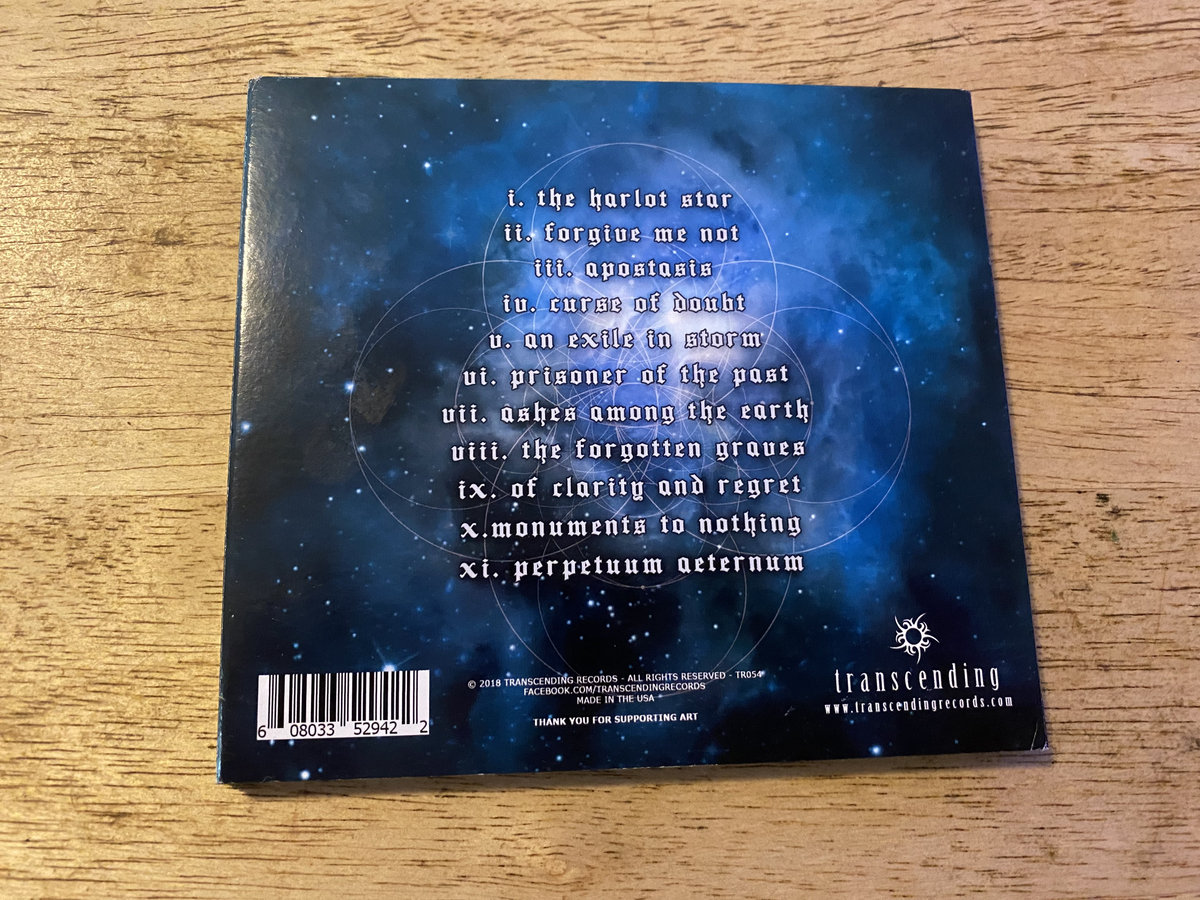 i. the harlot star
ii. forgive me not
iii. apostasis
iv. curse of doubt
v. an exile in storm
vi. prisoner of the past
vii. ashes among the earth
viii. the forgotten graves
ix. of clarity and regret
x.monuments to nothing
xi. perpetuum aeternum
© 2018 TRANSCENDING RECORDS - ALL RIGHTS RESERVED - TR054
FACEBOOK.COM/TRANSCENDINGRECORDS
MADE IN THE USA
THANK YOU FOR SUPPORTING ART
6 08033 52942 2
transcending
www.transcendingrecords.com